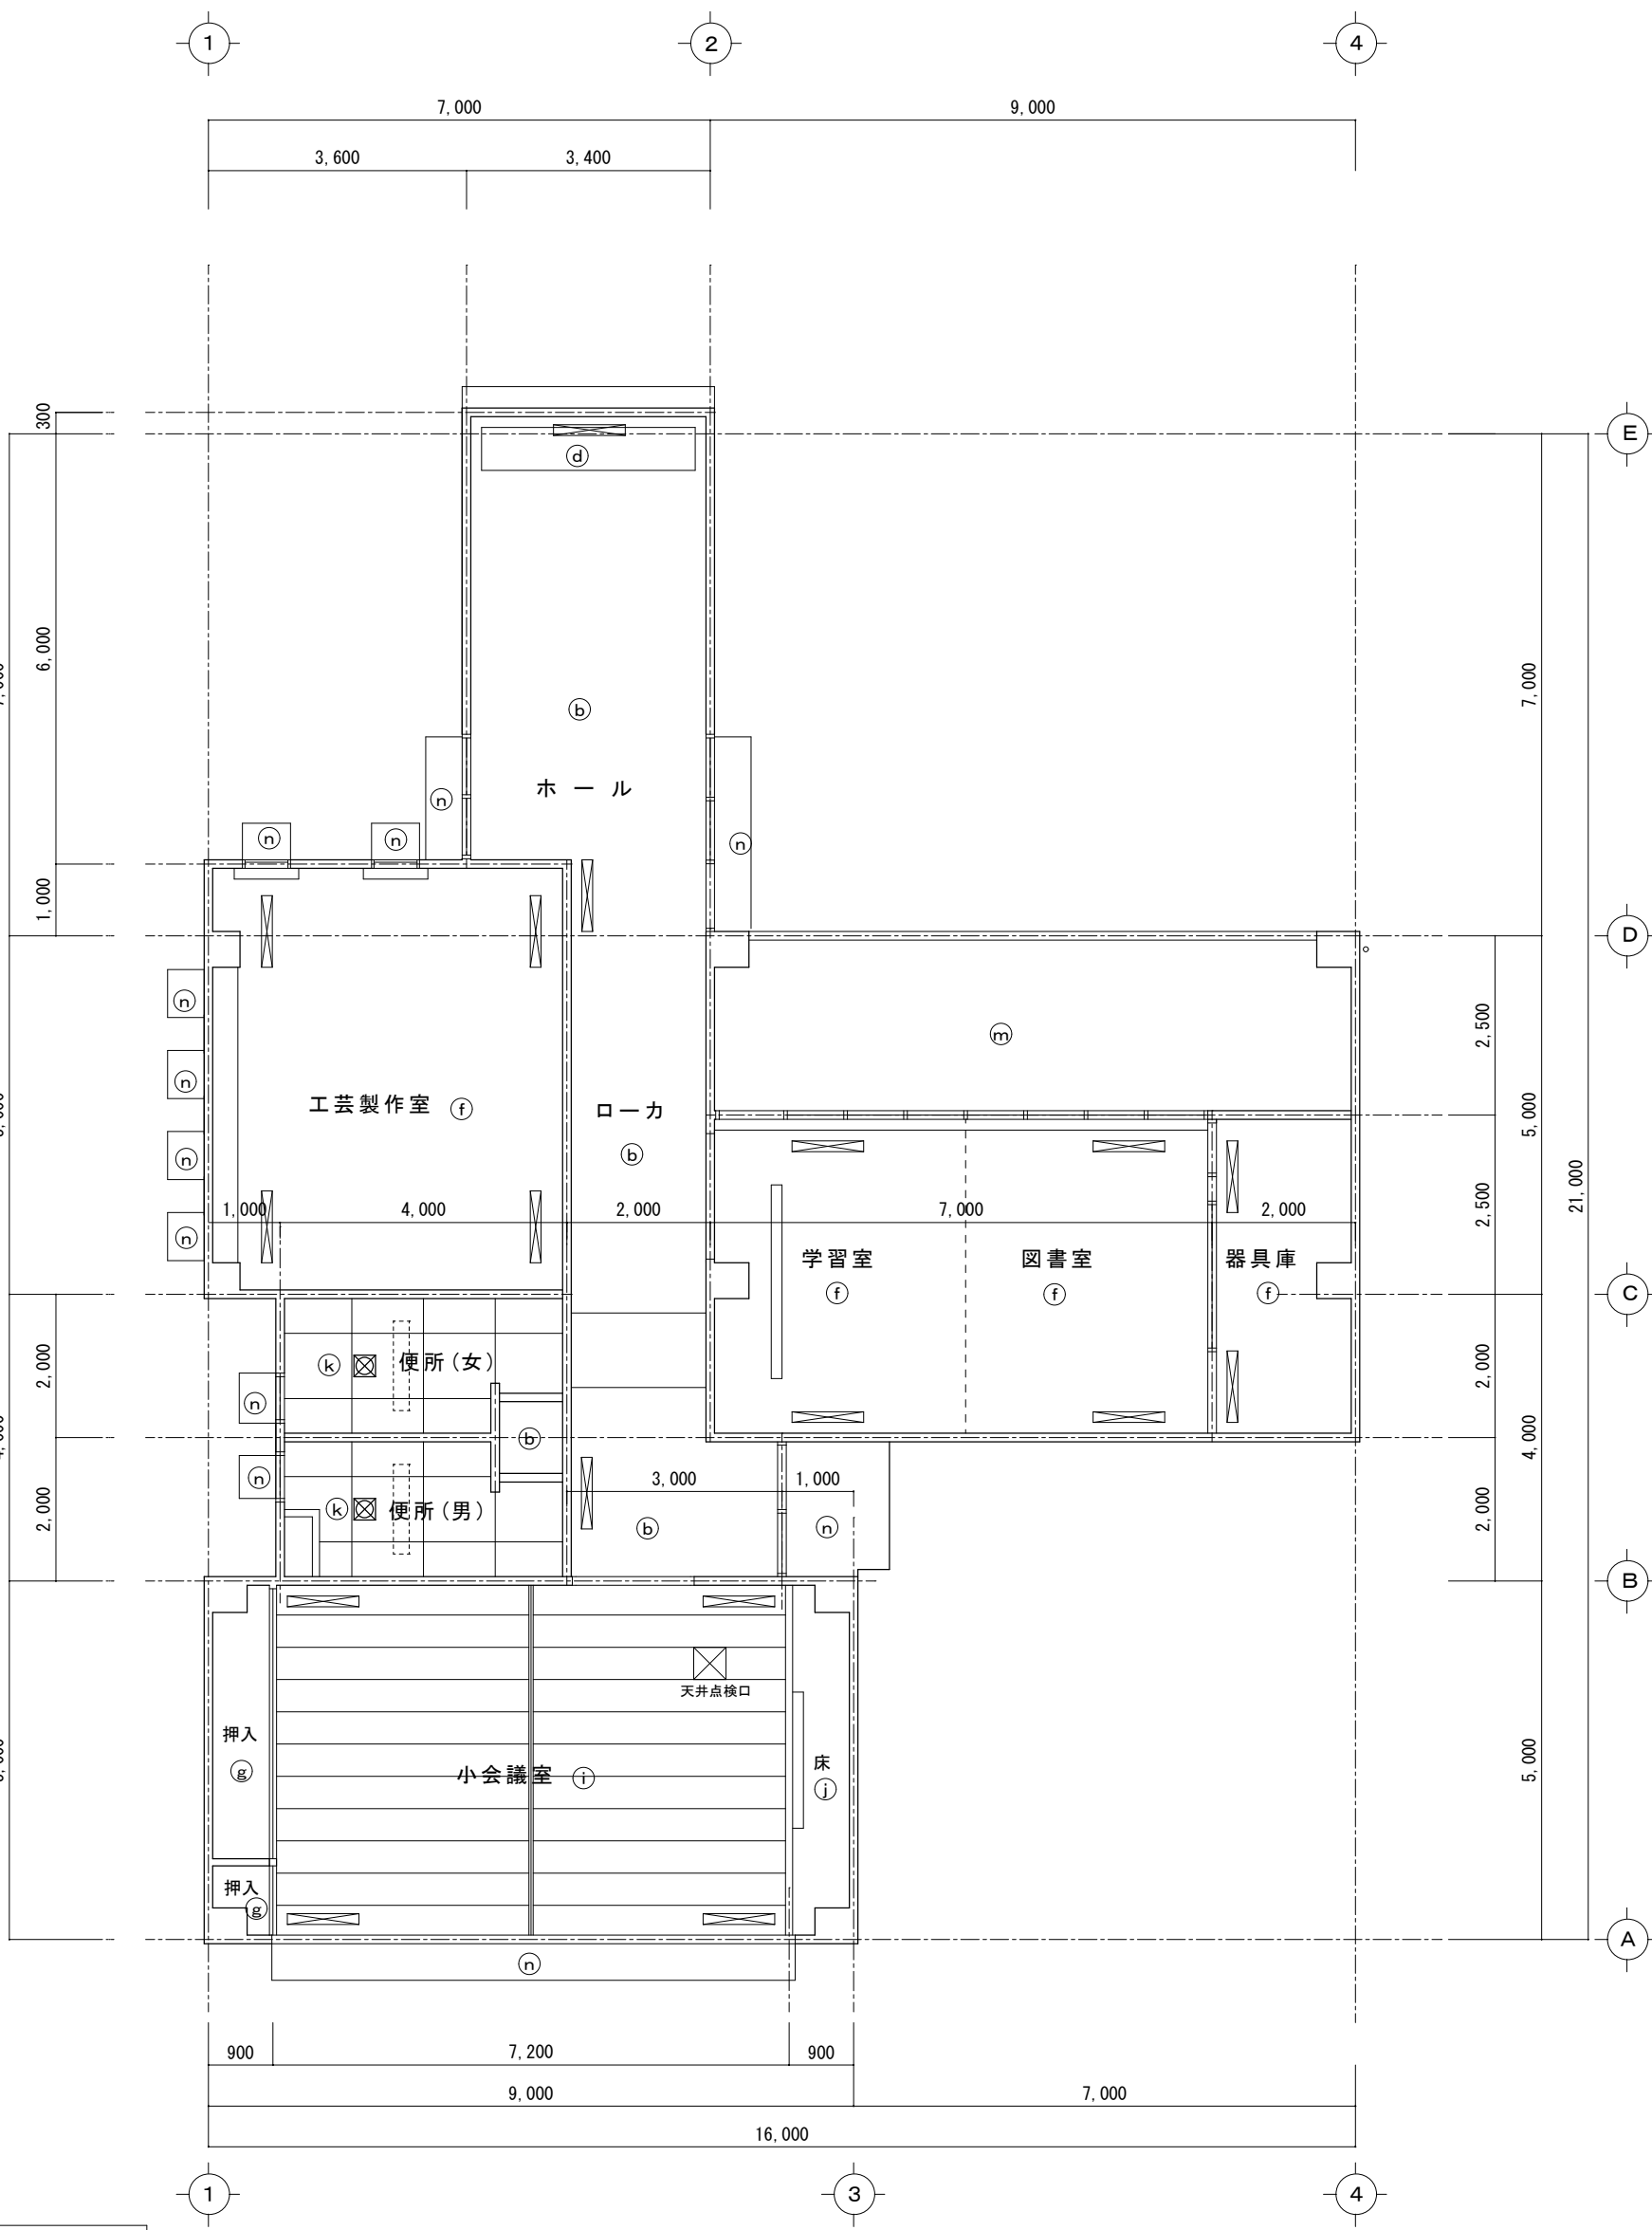 1 2 4
7,000 9,000
3,600 3,400
300
E
d
6,000
7,000
b
ホール
n
n n
n
1,000
D
n
m
2,500
n
工芸製作室 f
ローカ
5,000
b
n
21,000
1,000 4,000 2,000 7,000 2,000
2,500
n
学習室 図書室 器具庫
f f f
C
2,000
k 便所(女)
2,000
n
b
4,000
n
3,000 1,000
2,000
k 便所(男)
2,000
b n
B
天井点検口
押入
床
g
小会議室 i
j
5,000
押入
g
A
n
900 7,200 900
9,000 7,000
16,000
1 3 4